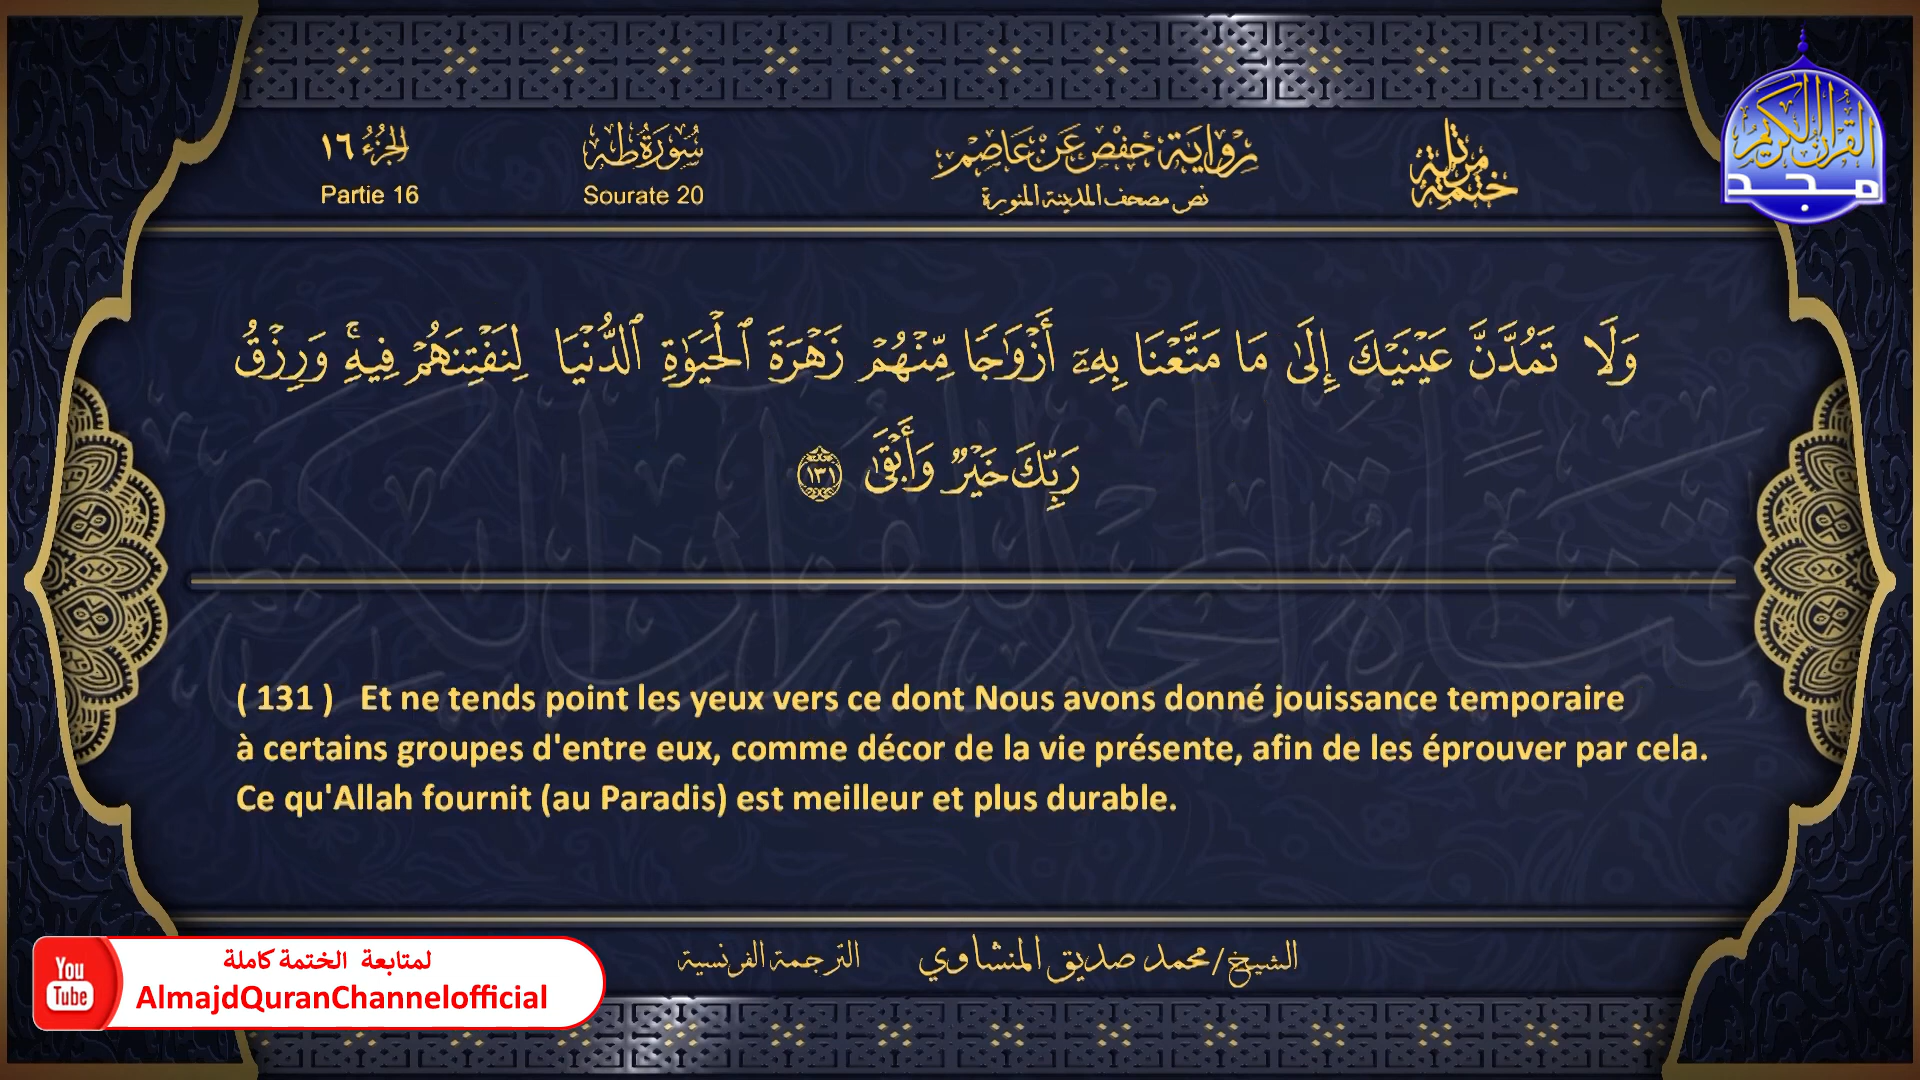 القرآن الكريم
مجد
ختمة مرتلة
رواية حفص عن عاصم
نص مصحف المدينة المنورة
سورة طه
Sourate 20
الجزء ١٦
Partie 16
وَلَا تَمُدَّنَّ عَيْنَيْكَ إِلَىٰ مَا مَتَّعْنَا بِهِۦٓ أَزْوَٰجًا مِّنْهُمْ زَهْرَةَ ٱلْحَيَوٰةِ ٱلدُّنْيَا لِنَفْتِنَهُمْ فِيهِۚ وَرِزْقُ
رَبِّكَ خَيْرٌ وَأَبْقَىٰ ١٣١
( 131 ) Et ne tends point les yeux vers ce dont Nous avons donné jouissance temporaire
à certains groupes d'entre eux, comme décor de la vie présente, afin de les éprouver par cela.
Ce qu'Allah fournit (au Paradis) est meilleur et plus durable.
الشيخ/محمد صديق المنشاوي
الترجمة الفرنسية
You
Tube
لمتابعة الختمة كاملة
AlmajdQuranChannelofficial